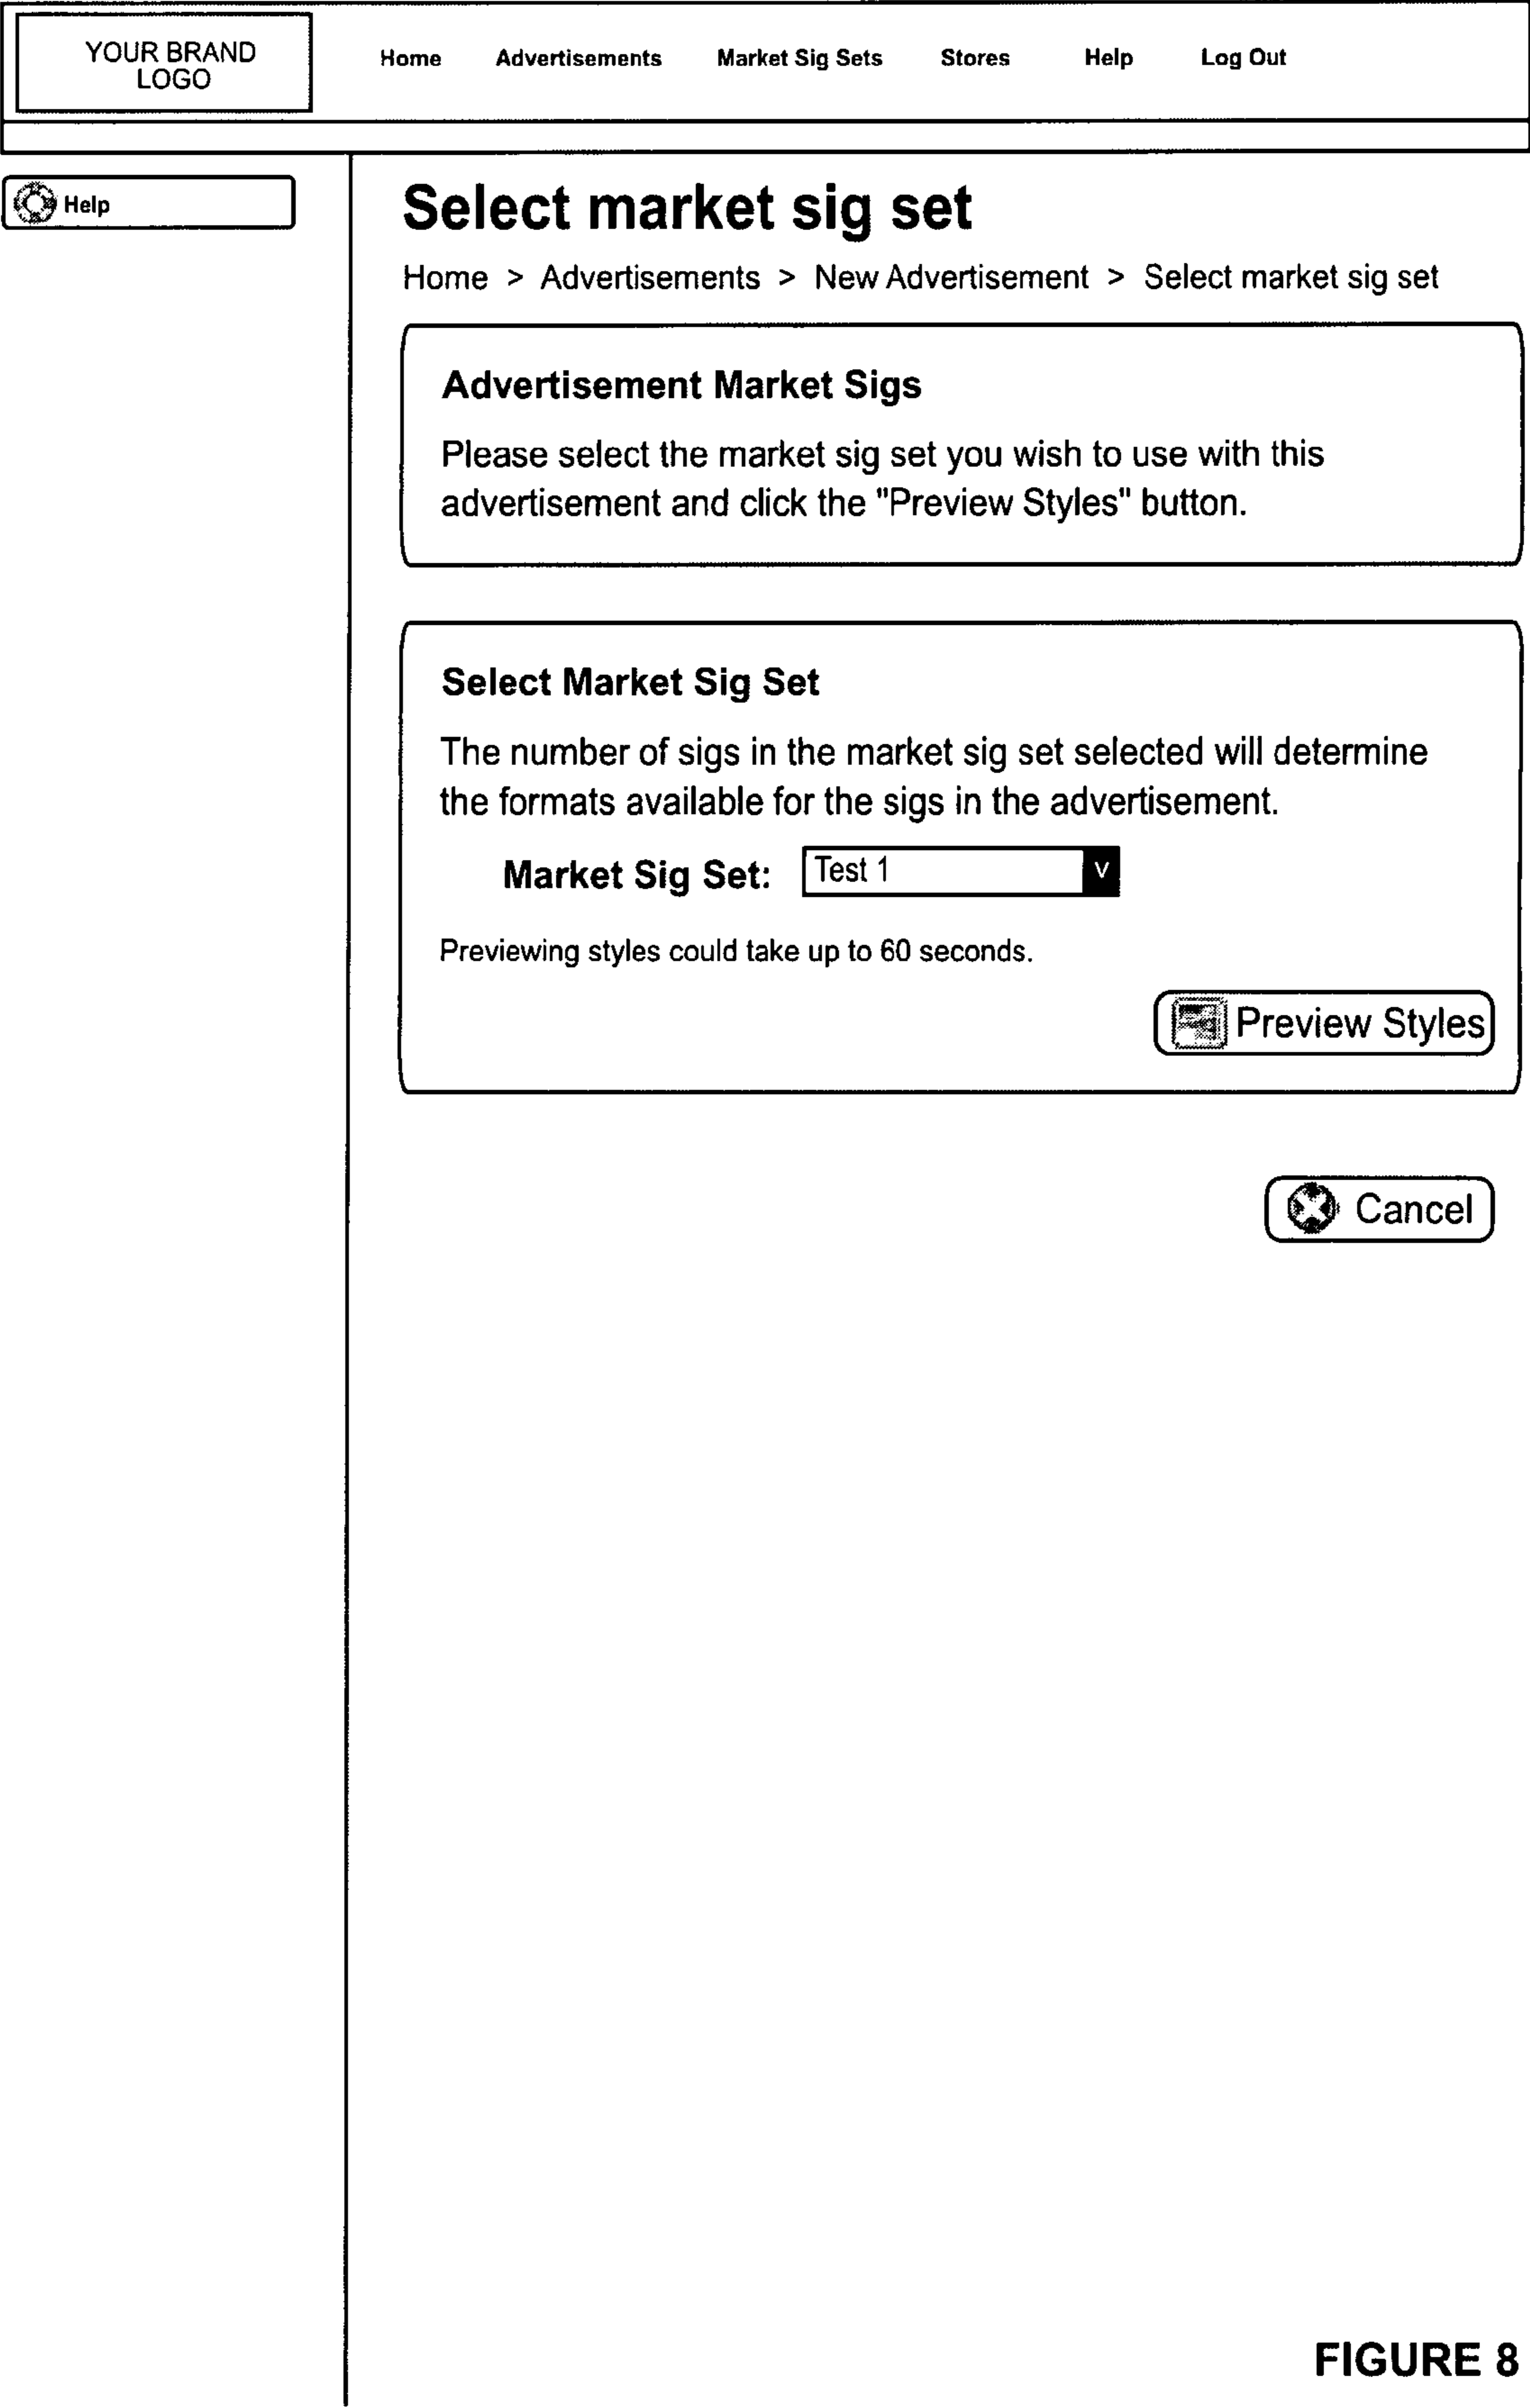 YOUR BRAND
LOGO
Home Advertisements Market Sig Sets Stores Help Log Out
Help
Select market sig set
Home > Advertisements > New Advertisement > Select market sig set
Advertisement Market Sigs
Please select the market sig set you wish to use with this
advertisement and click the "Preview Styles" button.
Select Market Sig Set
The number of sigs in the market sig set selected will determine
the formats available for the sigs in the advertisement.
Market Sig Set: Test 1 v
Previewing styles could take up to 60 seconds.
Preview Styles
Cancel
FIGURE 8